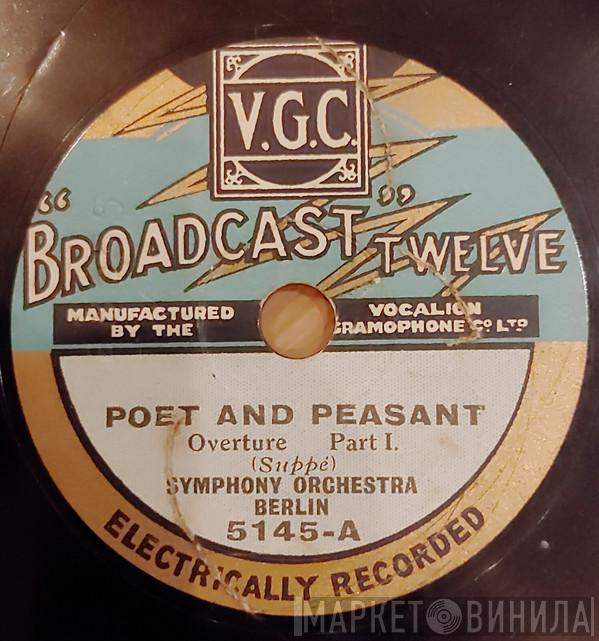 V.G.C.
"BROADCAST" TWELVE
MANUFACTURED VOCALION
BY THE GRAMOPHONE Co LTD
POET AND PEASANT
Overture Part I.
(Suppé)
SYMPHONY ORCHESTRA
BERLIN
5145-A
ELECTRICALLY RECORDED
МАРКЕТ ВИНИЛА